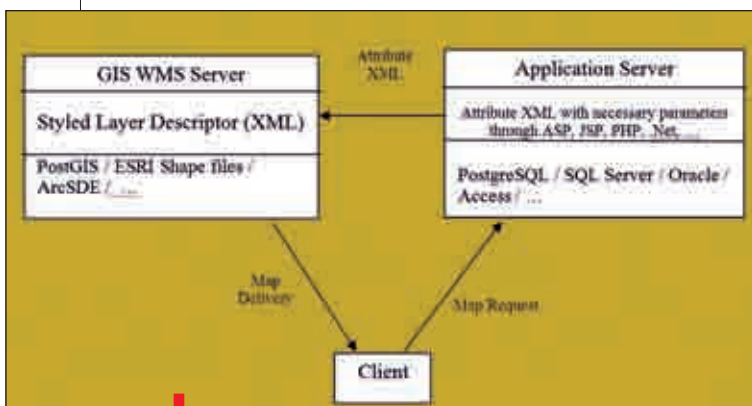 GIS WMS Server
Styled Layer Descriptor (XML)
PostGIS / ESRI Shape files /
ArcSDE / ....
Attribute
XML
Application Server
Attribute XML with necessary parameters
through ASP, JSP, PHP, .Net, ....
PostgreSQL / SQL Server / Oracle /
Access / ...
Map
Delivery
Map Request
Client